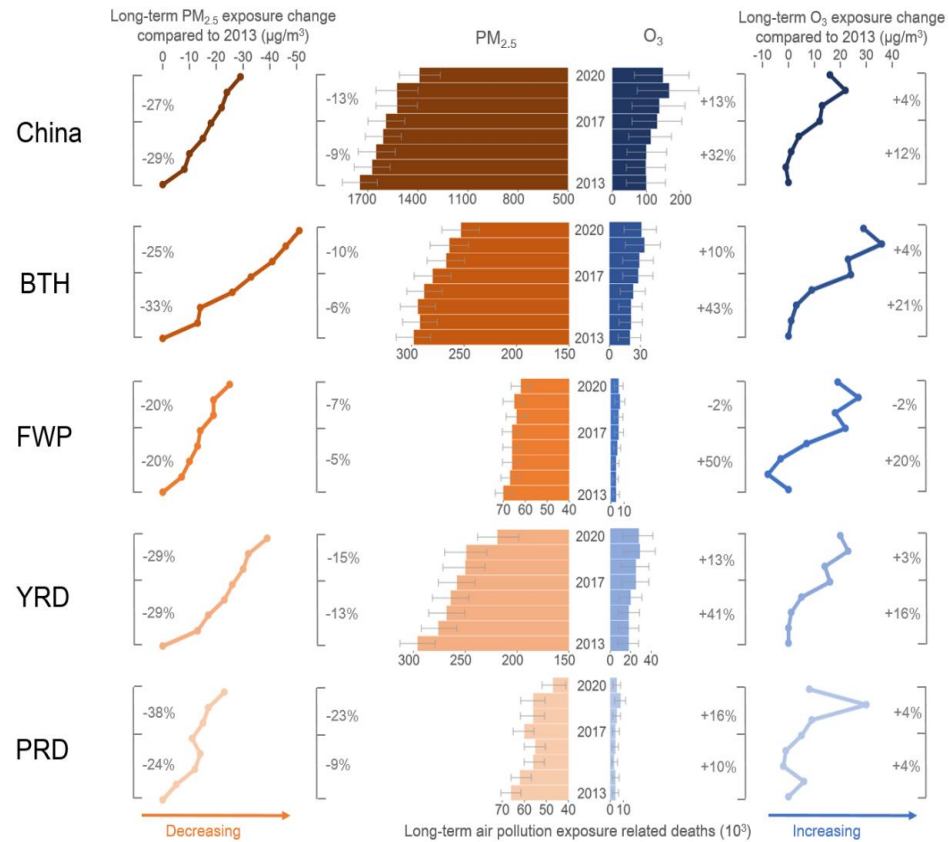 Long-term PM2.5 exposure change
compared to 2013 (μg/m³)
0 -10 -20 -30 -40 -50
PM2.5
O3
Long-term O3 exposure change
compared to 2013 (μg/m³)
-10 0 10 20 30 40
China
-27%
-29%
-13%
-9%
2020
2017
2013
1700 1400 1100 800 500
0 100 200
+13%
+32%
+4%
+12%
BTH
-25%
-33%
-10%
-6%
2020
2017
2013
300 250 200 150
0 30
+10%
+43%
+4%
+21%
FWP
-20%
-20%
-7%
-5%
2020
2017
2013
70 60 50 40
0 10
-2%
+50%
-2%
+20%
YRD
-29%
-29%
-15%
-13%
2020
2017
2013
300 250 200 150
0 20 40
+13%
+41%
+3%
+16%
PRD
-38%
-24%
-23%
-9%
2020
2017
2013
70 60 50 40
0 10
+16%
+10%
+4%
+4%
Decreasing
Long-term air pollution exposure related deaths (10³)
Increasing